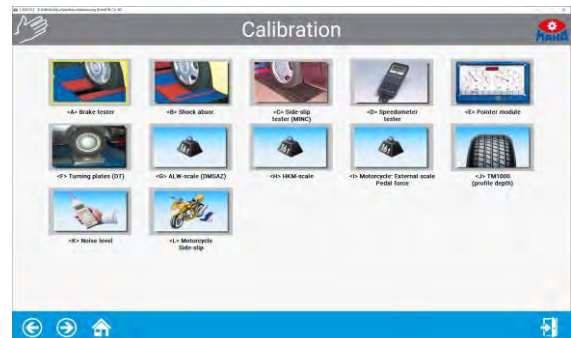 Calibration
MAHA
<A> Brake tester
<B> Shock absor.
<C> Side slip
tester (MINC)
<D> Speedometer
tester
<E> Pointer module
<F> Turning plates (DT)
<G> ALW-scale (DMSAZ)
<H> HKM-scale
<I> Motorcycle: External scale
Pedal force
<J> TM1000
(profile depth)
<K> Noise level
<L> Motorcycle
Side-slip